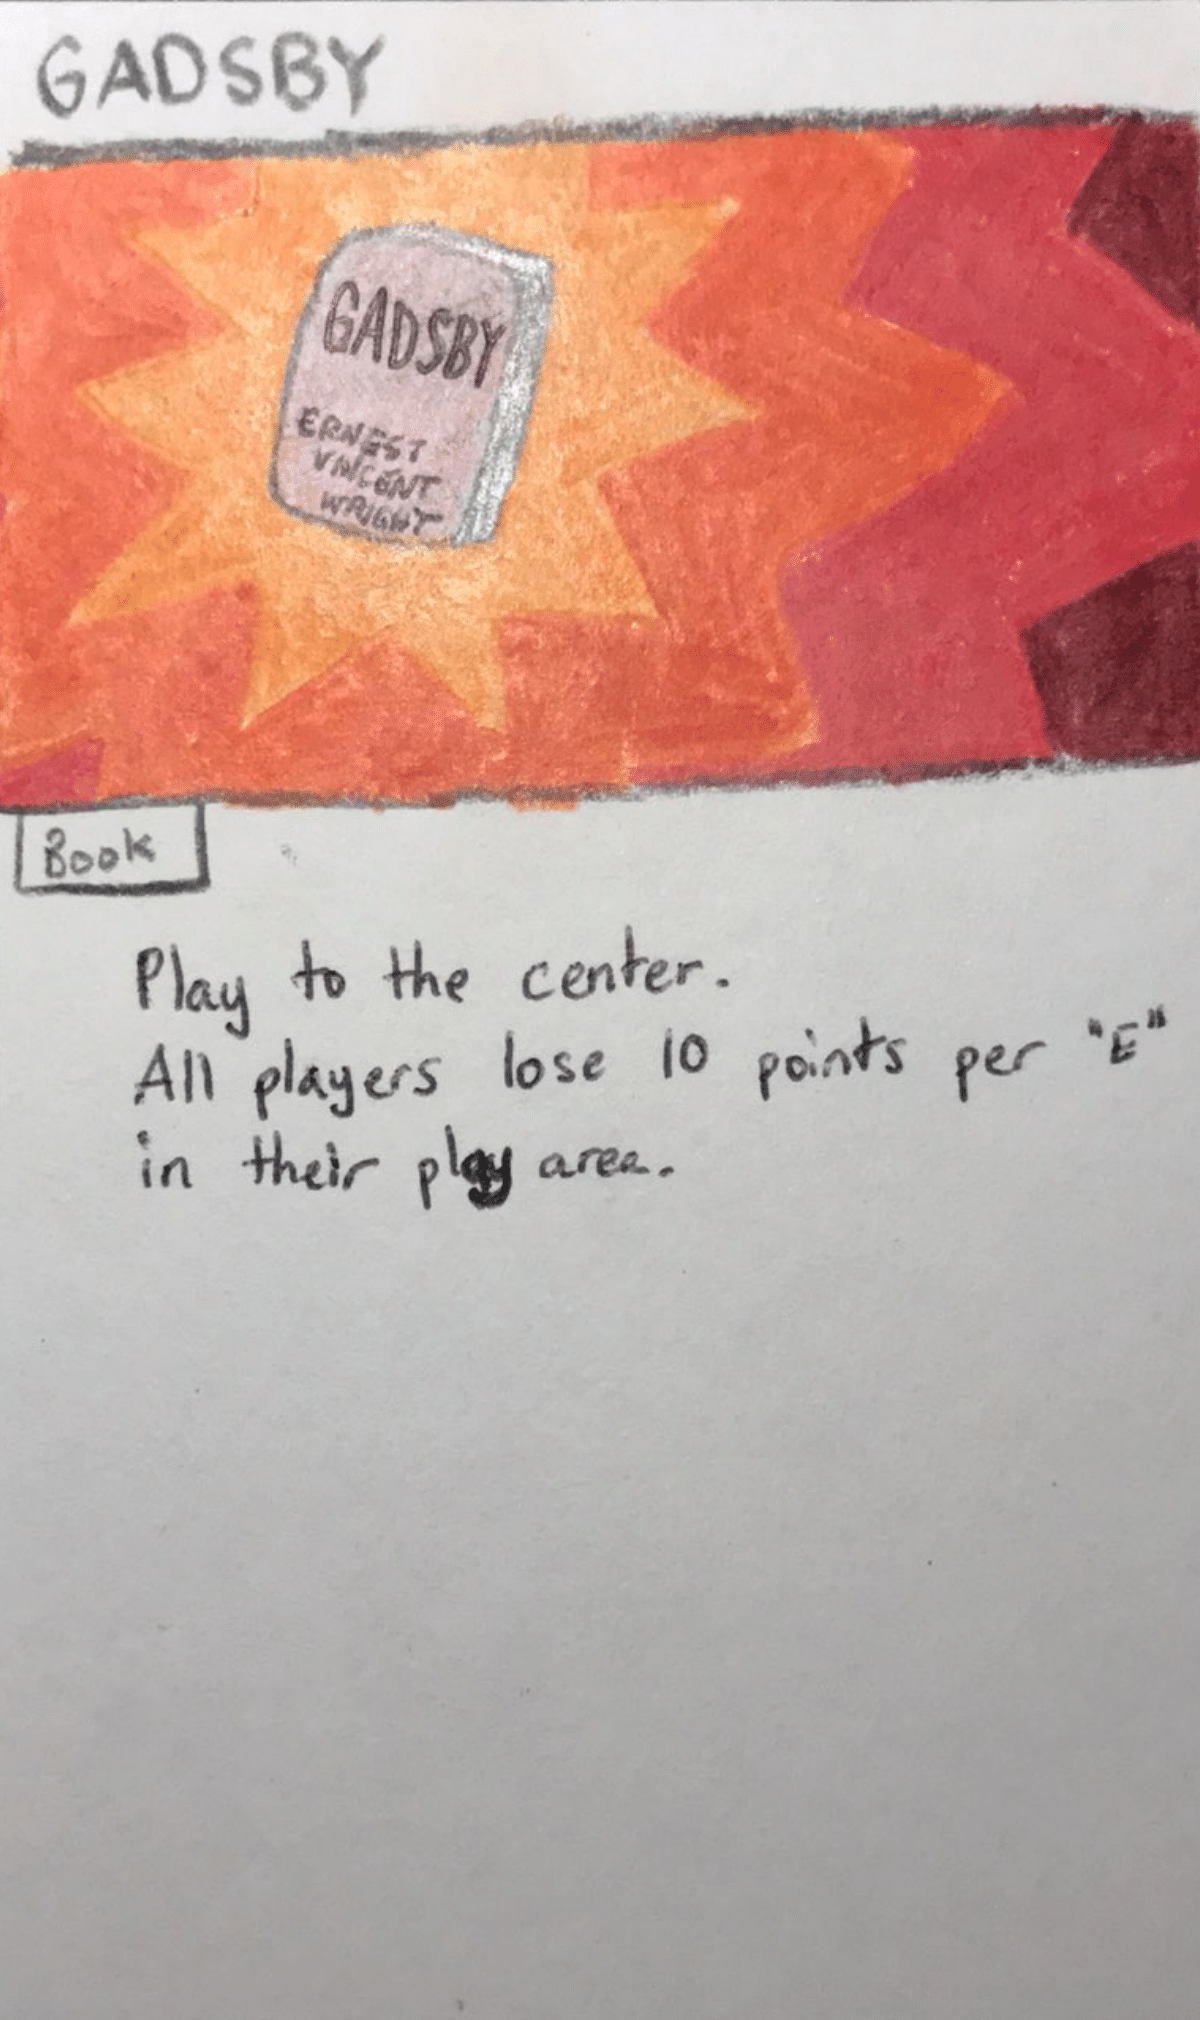 GADSBY
GADSBY
ERNEST
VINCENT
WRIGHT
Book
Play to the center.
All players lose 10 points per "E"
in their play area.